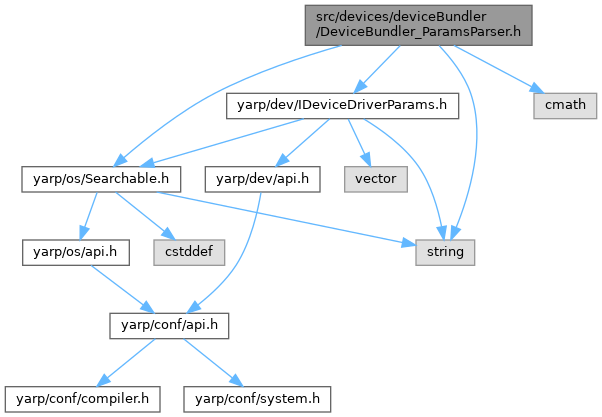 src/devices/deviceBundler
/DeviceBundler_ParamsParser.h
yarp/dev/IDeviceDriverParams.h
cmath
yarp/os/Searchable.h
yarp/dev/api.h
vector
yarp/os/api.h
cstddef
string
yarp/conf/api.h
yarp/conf/compiler.h
yarp/conf/system.h